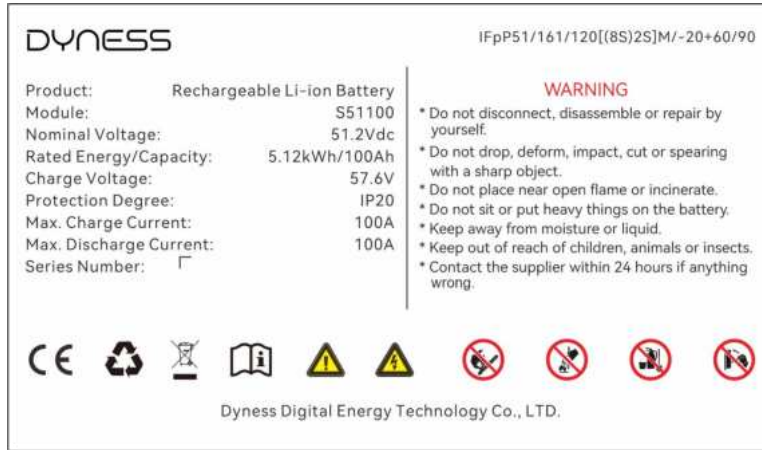 DYNESS
IFpP51/161/120[(8S)2S]M/-20+60/90
Product: Rechargeable Li-ion Battery
Module: S51100
Nominal Voltage: 51.2Vdc
Rated Energy/Capacity: 5.12kWh/100Ah
Charge Voltage: 57.6V
Protection Degree: IP20
Max. Charge Current: 100A
Max. Discharge Current: 100A
Series Number:
WARNING
* Do not disconnect, disassemble or repair by
yourself.
* Do not drop, deform, impact, cut or spearing
with a sharp object.
* Do not place near open flame or incinerate.
* Do not sit or put heavy things on the battery.
* Keep away from moisture or liquid.
* Keep out of reach of children, animals or insects.
* Contact the supplier within 24 hours if anything
wrong.
CE
Dyness Digital Energy Technology Co., LTD.